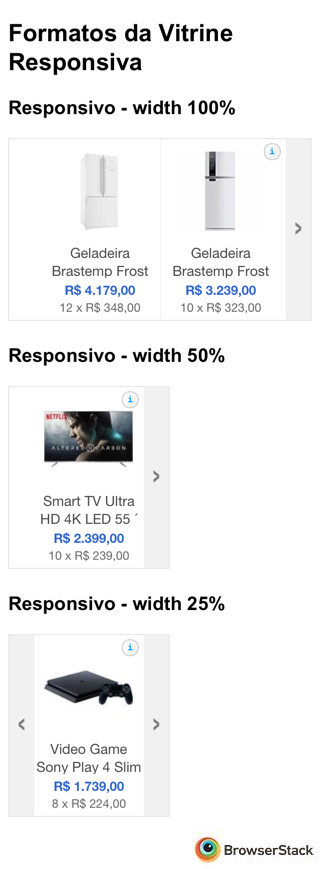 Formatos da Vitrine
Responsiva
Responsivo - width 100%
i
Geladeira
Brastemp Frost
R$ 4.179,00
12 x R$ 348,00
Geladeira
Brastemp Frost
R$ 3.239,00
10 x R$ 323,00
Responsivo - width 50%
i
NETFLIX
ALTERED CARBON
Smart TV Ultra
HD 4K LED 55 ´
R$ 2.399,00
10 x R$ 239,00
Responsivo - width 25%
i
Video Game
Sony Play 4 Slim
R$ 1.739,00
8 x R$ 224,00
BrowserStack